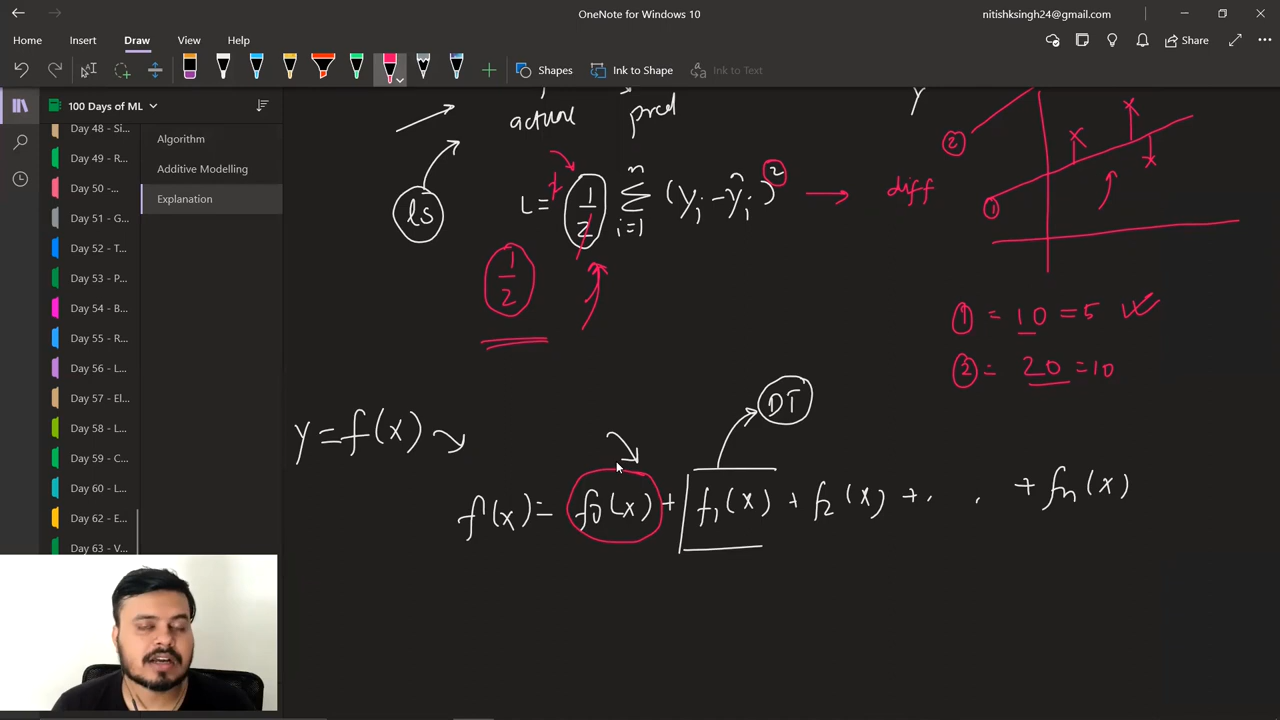 OneNote for Windows 10
nitishksingh24@gmail.com
Home Insert Draw View Help
Share
Shapes Ink to Shape Ink to Text
100 Days of ML
Day 48 - Si...
Day 49 - R...
Day 50 -...
Day 51 - G...
Day 52 - T...
Day 53 - P...
Day 54 - B...
Day 55 - R...
Day 56 - L...
Day 57 - El...
Day 58 - L...
Day 59 - C...
Day 60 - L...
Day 62 - E...
Day 63 - V...
Algorithm
Additive Modelling
Explanation
actual pred
y
ls
L = 1/2 Σ i=1 n (yi - ŷi)² → diff
1/2
① ②
① = 10 = 5
② = 20 = 10
DT
y = f(x)
f(x) = f0(x) + f1(x) + f2(x) + . . + fn(x)